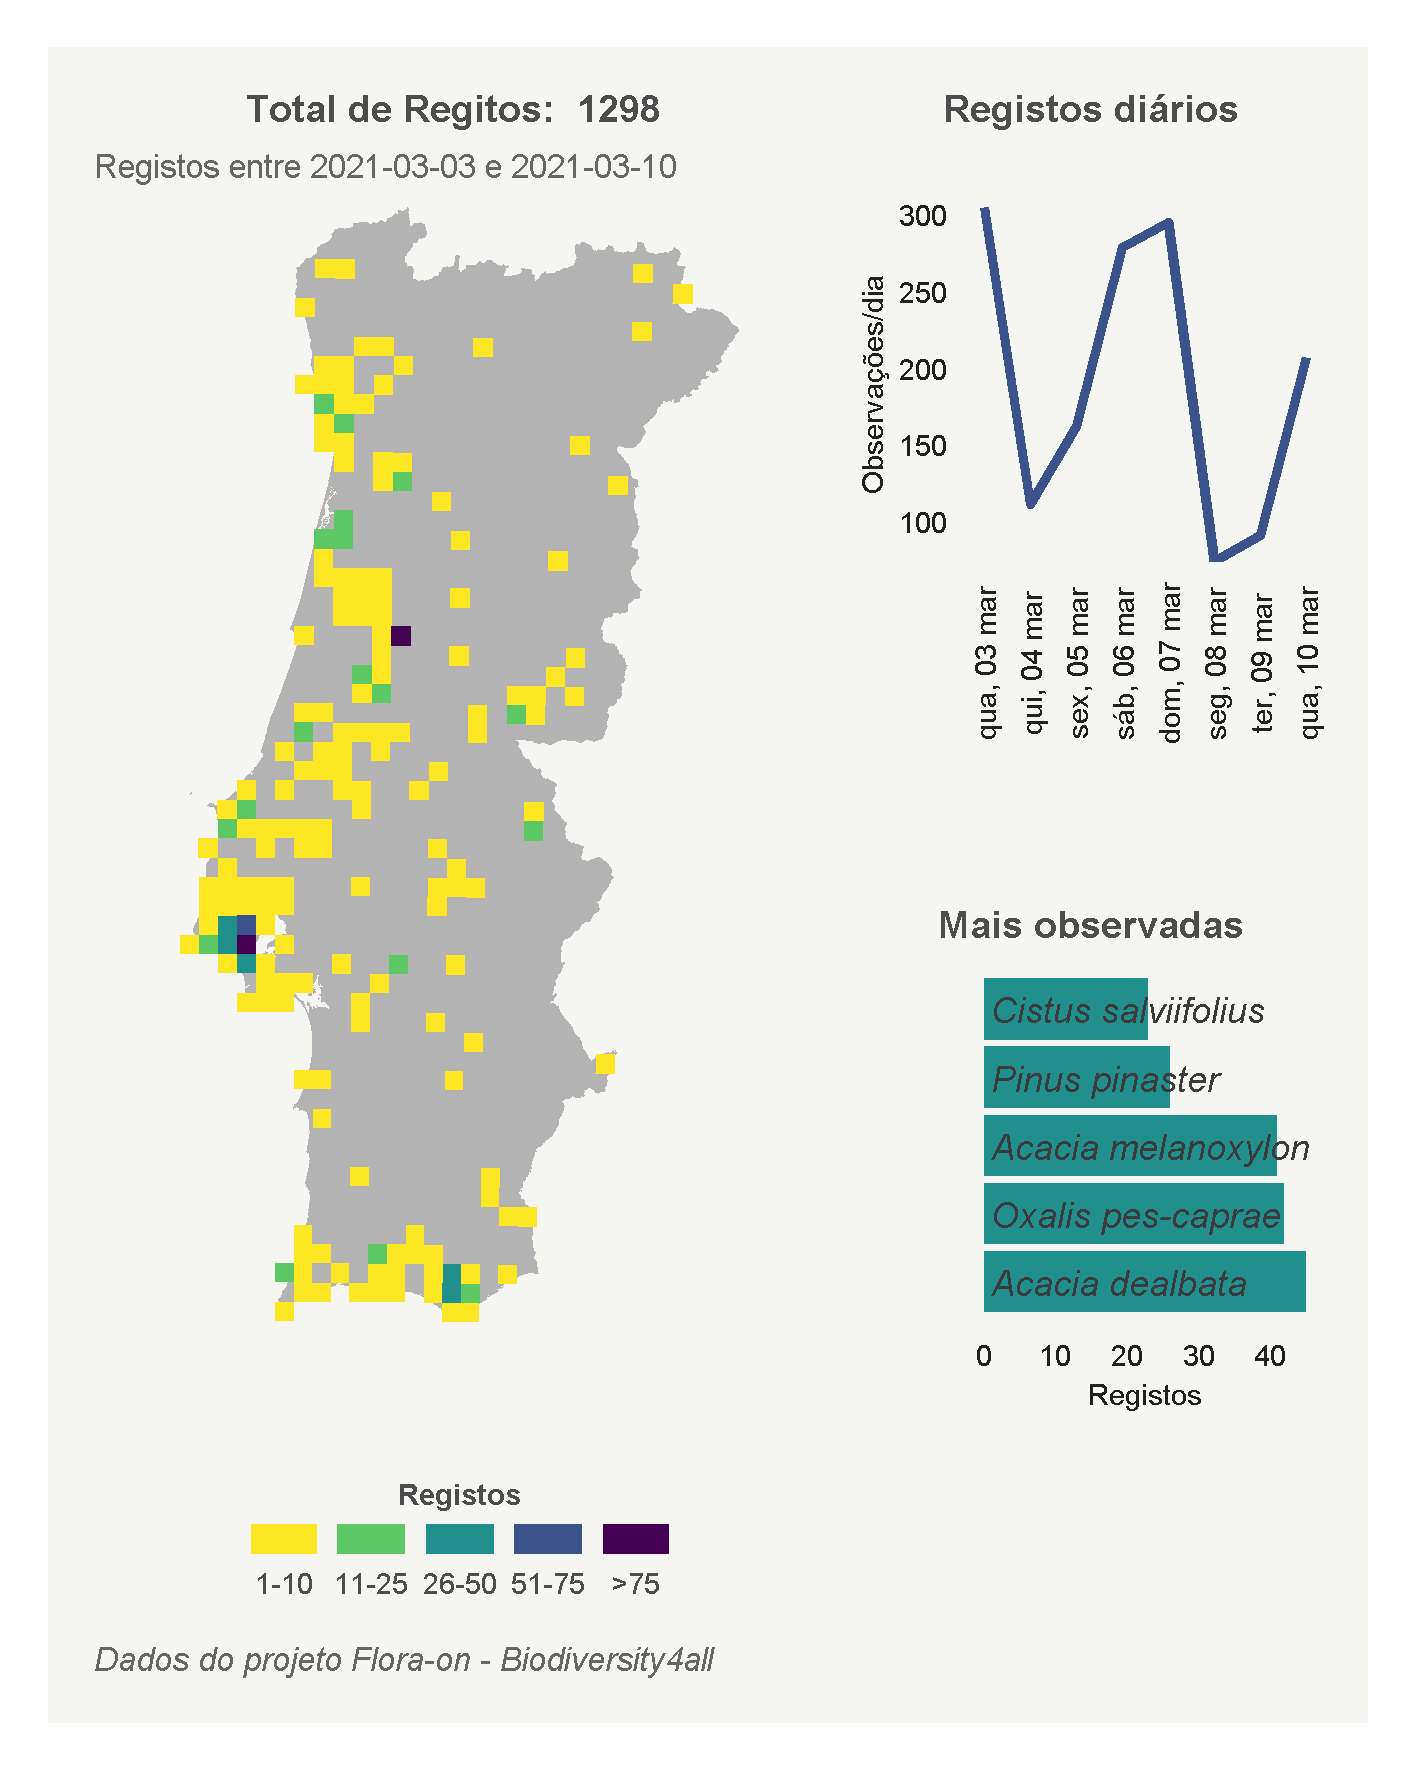 Total de Regitos:  1298
Registos entre 2021-03-03 e 2021-03-10
Registos diários
Observações/dia
300
250
200
150
100
qua, 03 mar
qui, 04 mar
sex, 05 mar
sáb, 06 mar
dom, 07 mar
seg, 08 mar
ter, 09 mar
qua, 10 mar
Mais observadas
Cistus salviifolius
Pinus pinaster
Acacia melanoxylon
Oxalis pes-caprae
Acacia dealbata
0 10 20 30 40
Registos
Registos
1-10 11-25 26-50 51-75 >75
Dados do projeto Flora-on - Biodiversity4all